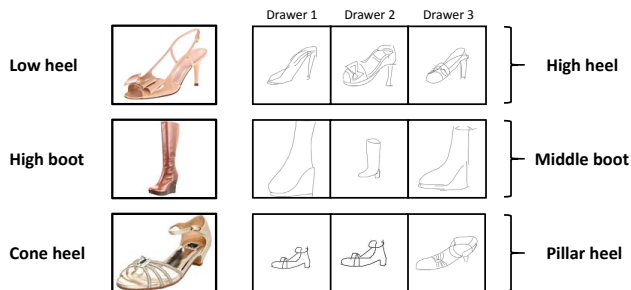 Drawer 1 Drawer 2 Drawer 3
Low heel High heel
High boot Middle boot
Cone heel Pillar heel